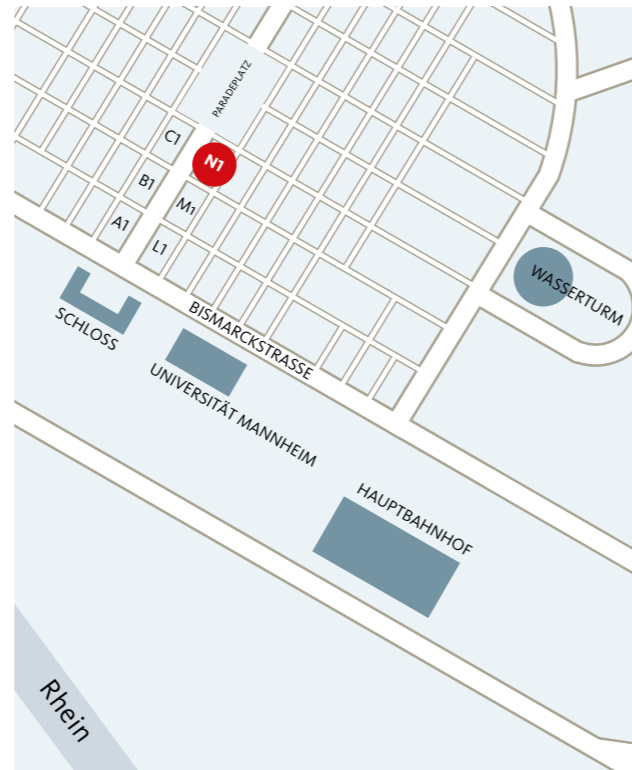 PARADEPLATZ
C1
N1
B1
M1
A1
L1
WASSERTURM
SCHLOSS
BISMARCKSTRASSE
UNIVERSITÄT MANNHEIM
HAUPTBAHNHOF
Rhein